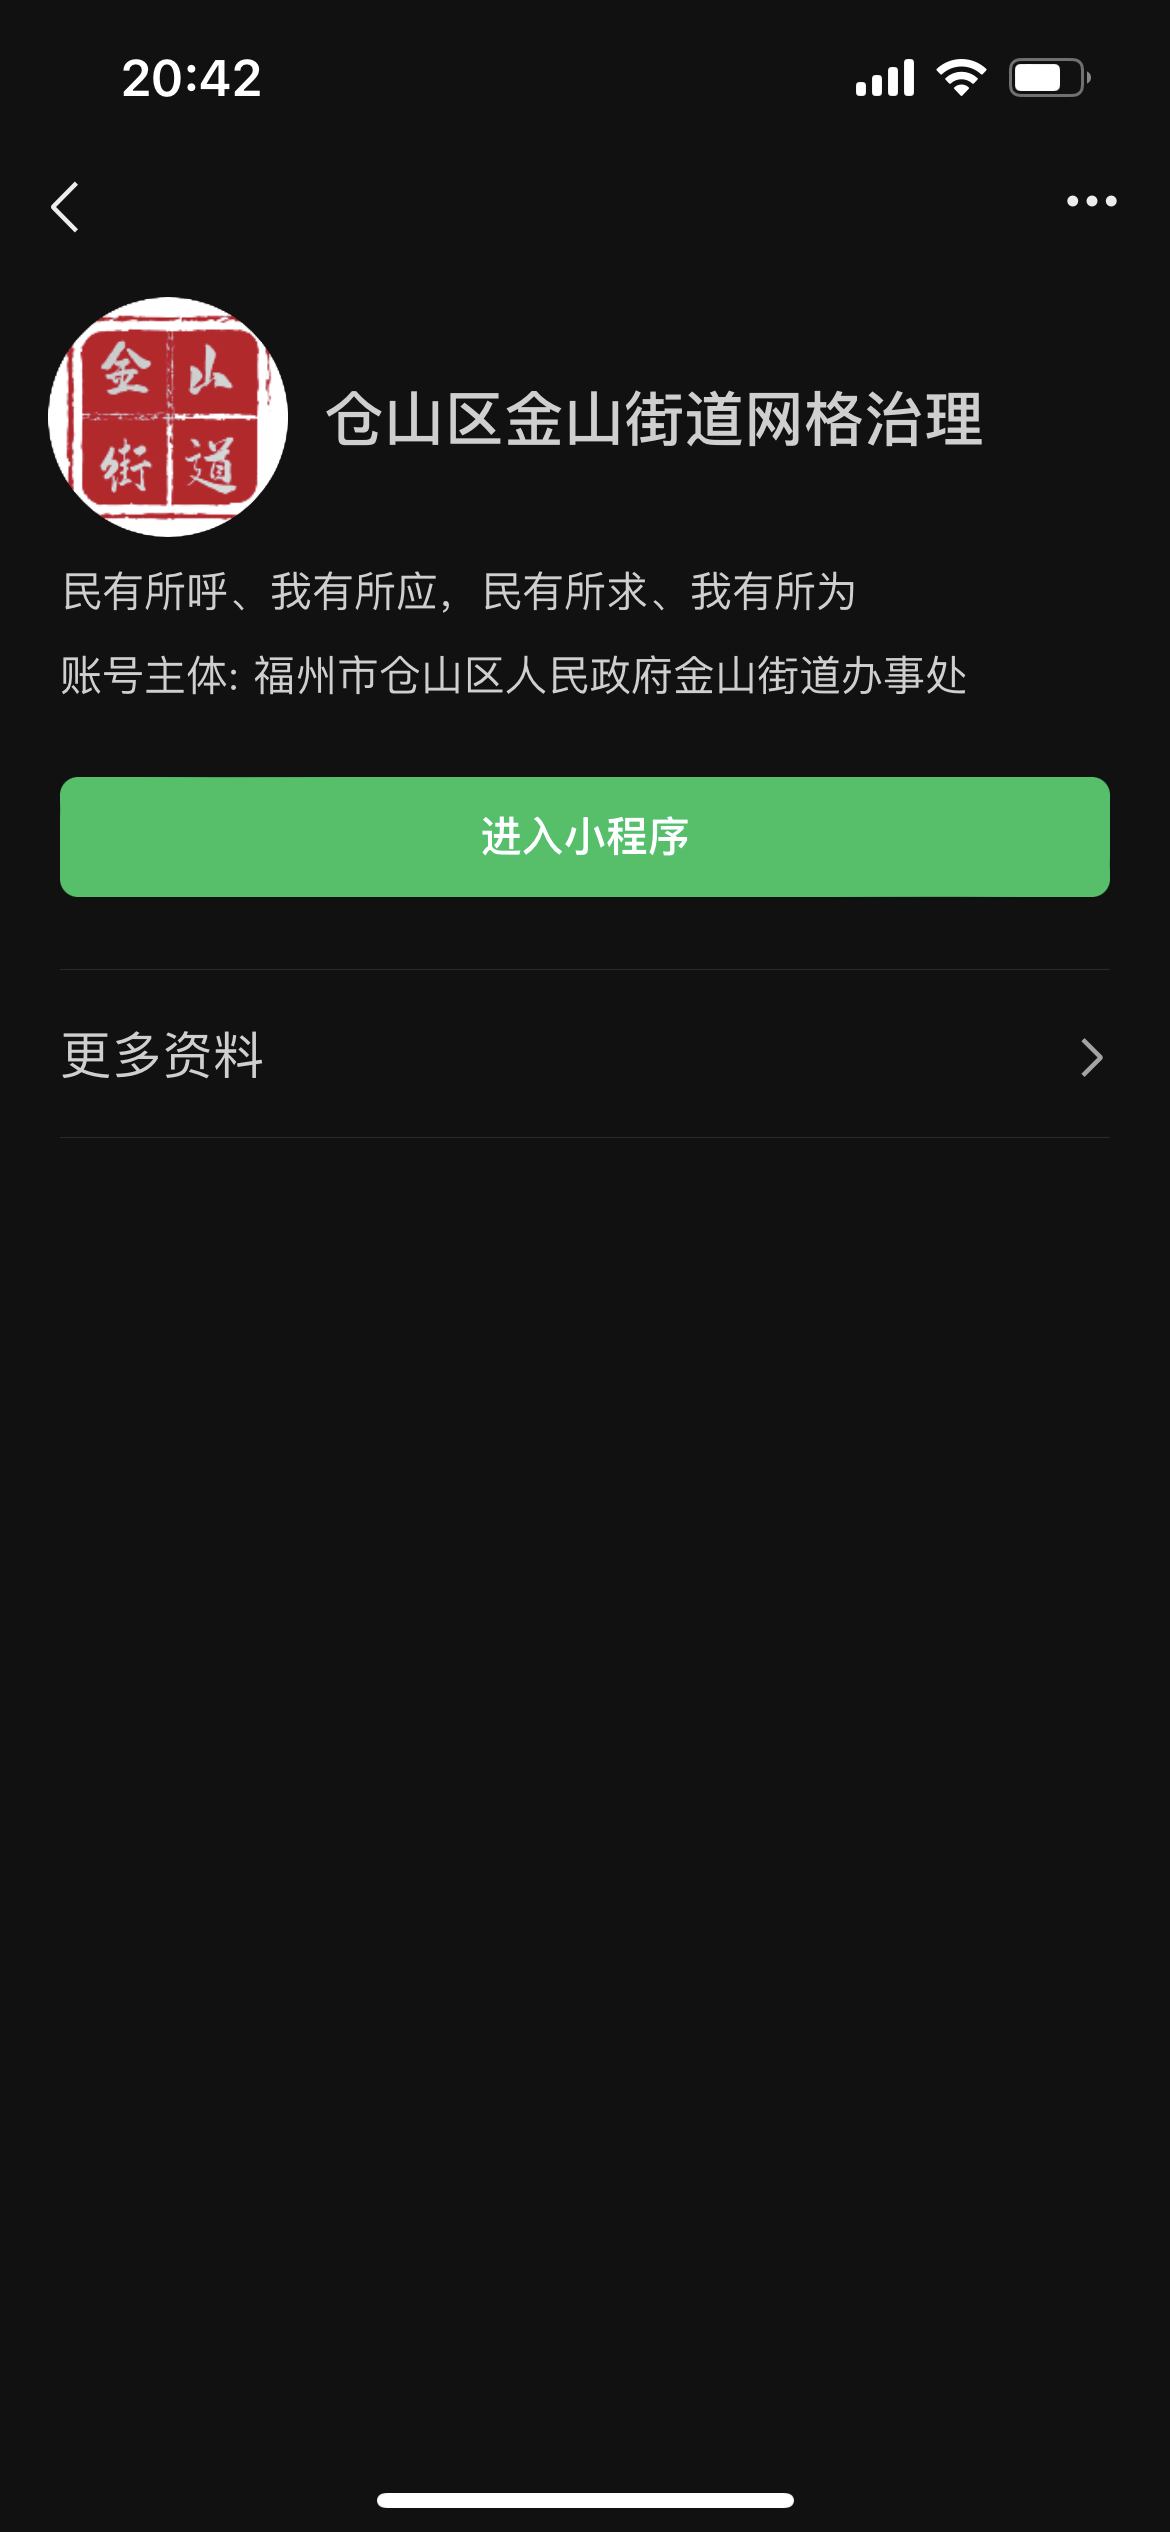 20:42
金山
街道
仓山区金山街道网格治理
民有所呼、我有所应，民有所求、我有所为
账号主体: 福州市仓山区人民政府金山街道办事处
进入小程序
更多资料